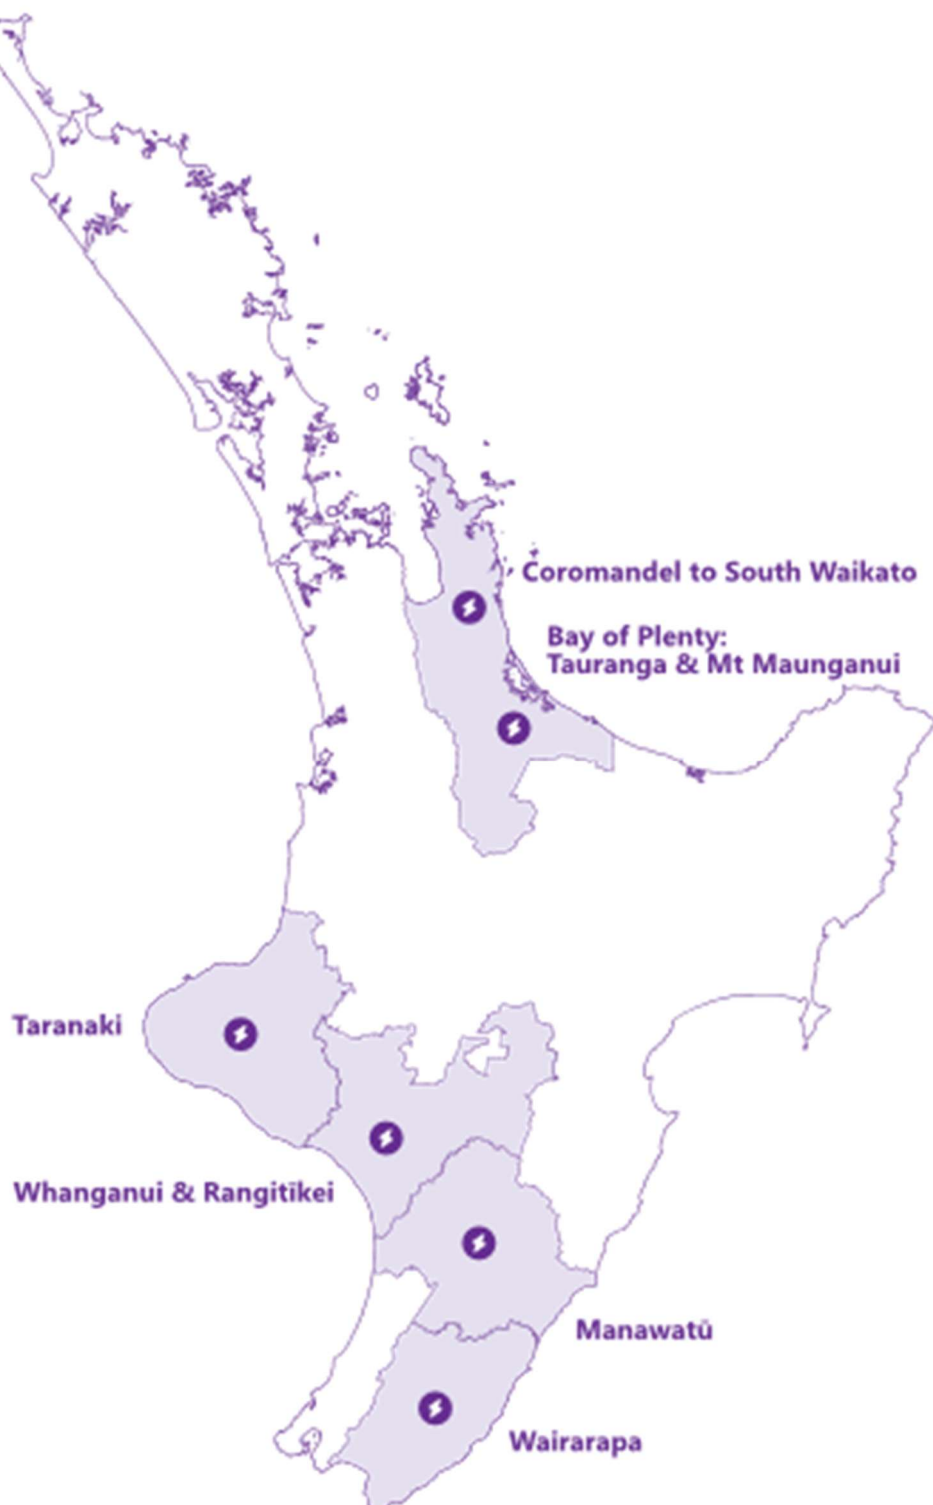 Coromandel to South Waikato
Bay of Plenty:
Tauranga & Mt Maunganui
Taranaki
Whanganui & Rangitīkei
Manawatū
Wairarapa